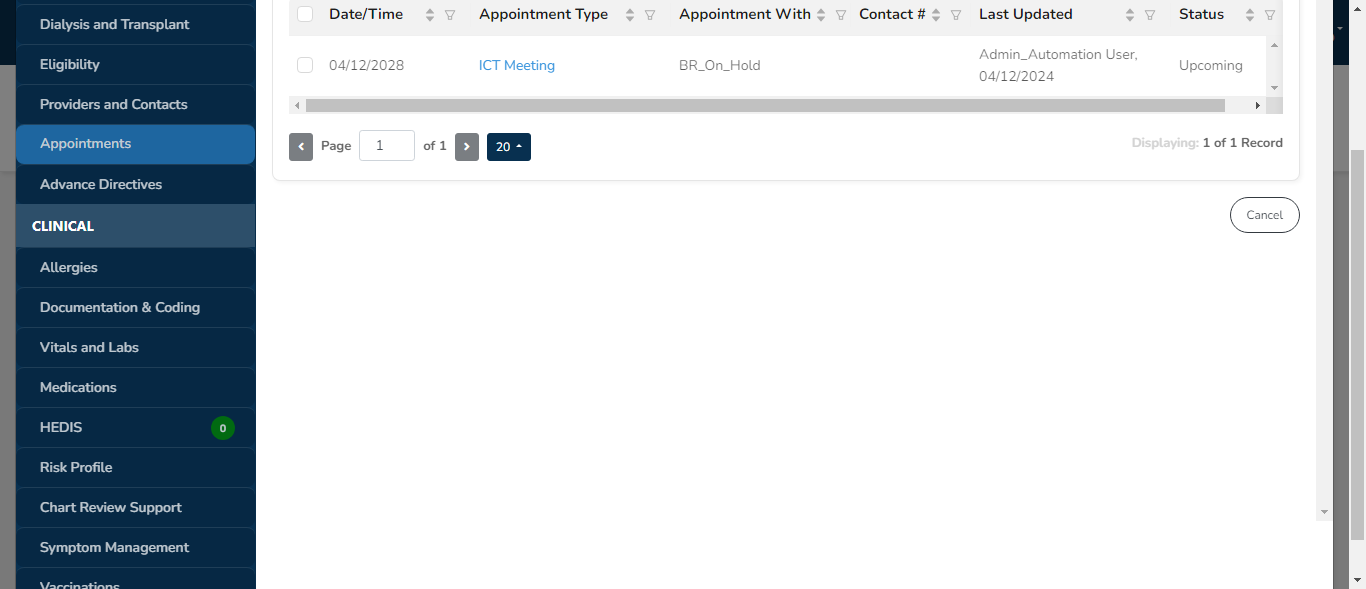 Dialysis and Transplant
Eligibility
Providers and Contacts
Appointments
Advance Directives
CLINICAL
Allergies
Documentation & Coding
Vitals and Labs
Medications
HEDIS 0
Risk Profile
Chart Review Support
Symptom Management
Vaccinations
Date/Time Appointment Type Appointment With Contact # Last Updated Status
04/12/2028 ICT Meeting BR_On_Hold Admin_Automation User, Upcoming
04/12/2024
Page 1 of 1 20 Displaying: 1 of 1 Record
Cancel